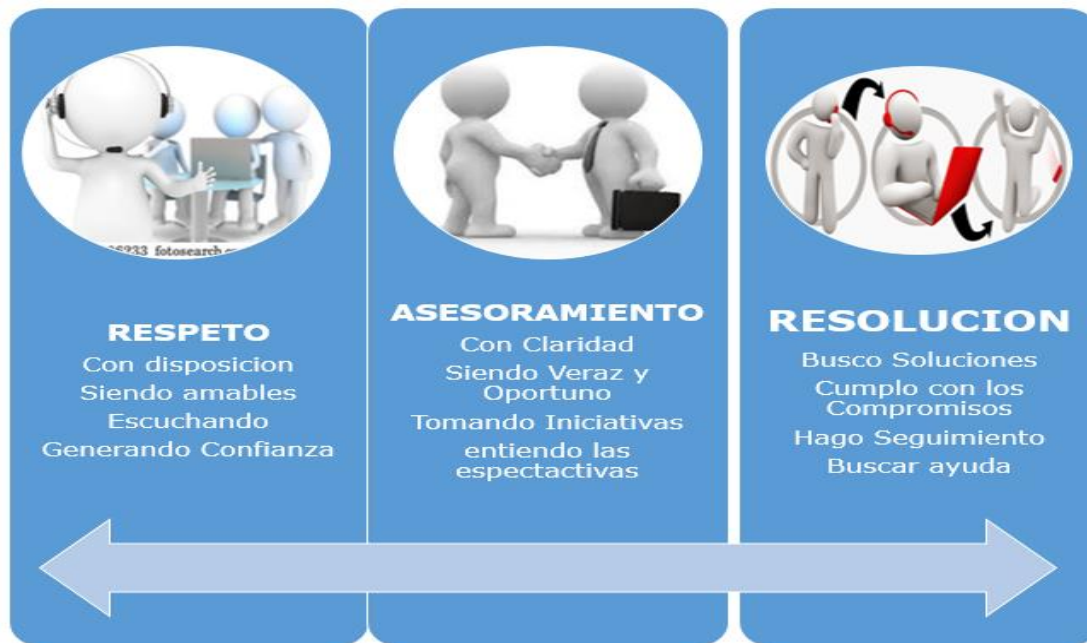 fotosearch
RESPETO
Con disposicion
Siendo amables
Escuchando
Generando Confianza
ASESORAMIENTO
Con Claridad
Siendo Veraz y
Oportuno
Tomando Iniciativas
entiendo las
espectactivas
RESOLUCION
Busco Soluciones
Cumplo con los
Compromisos
Hago Seguimiento
Buscar ayuda